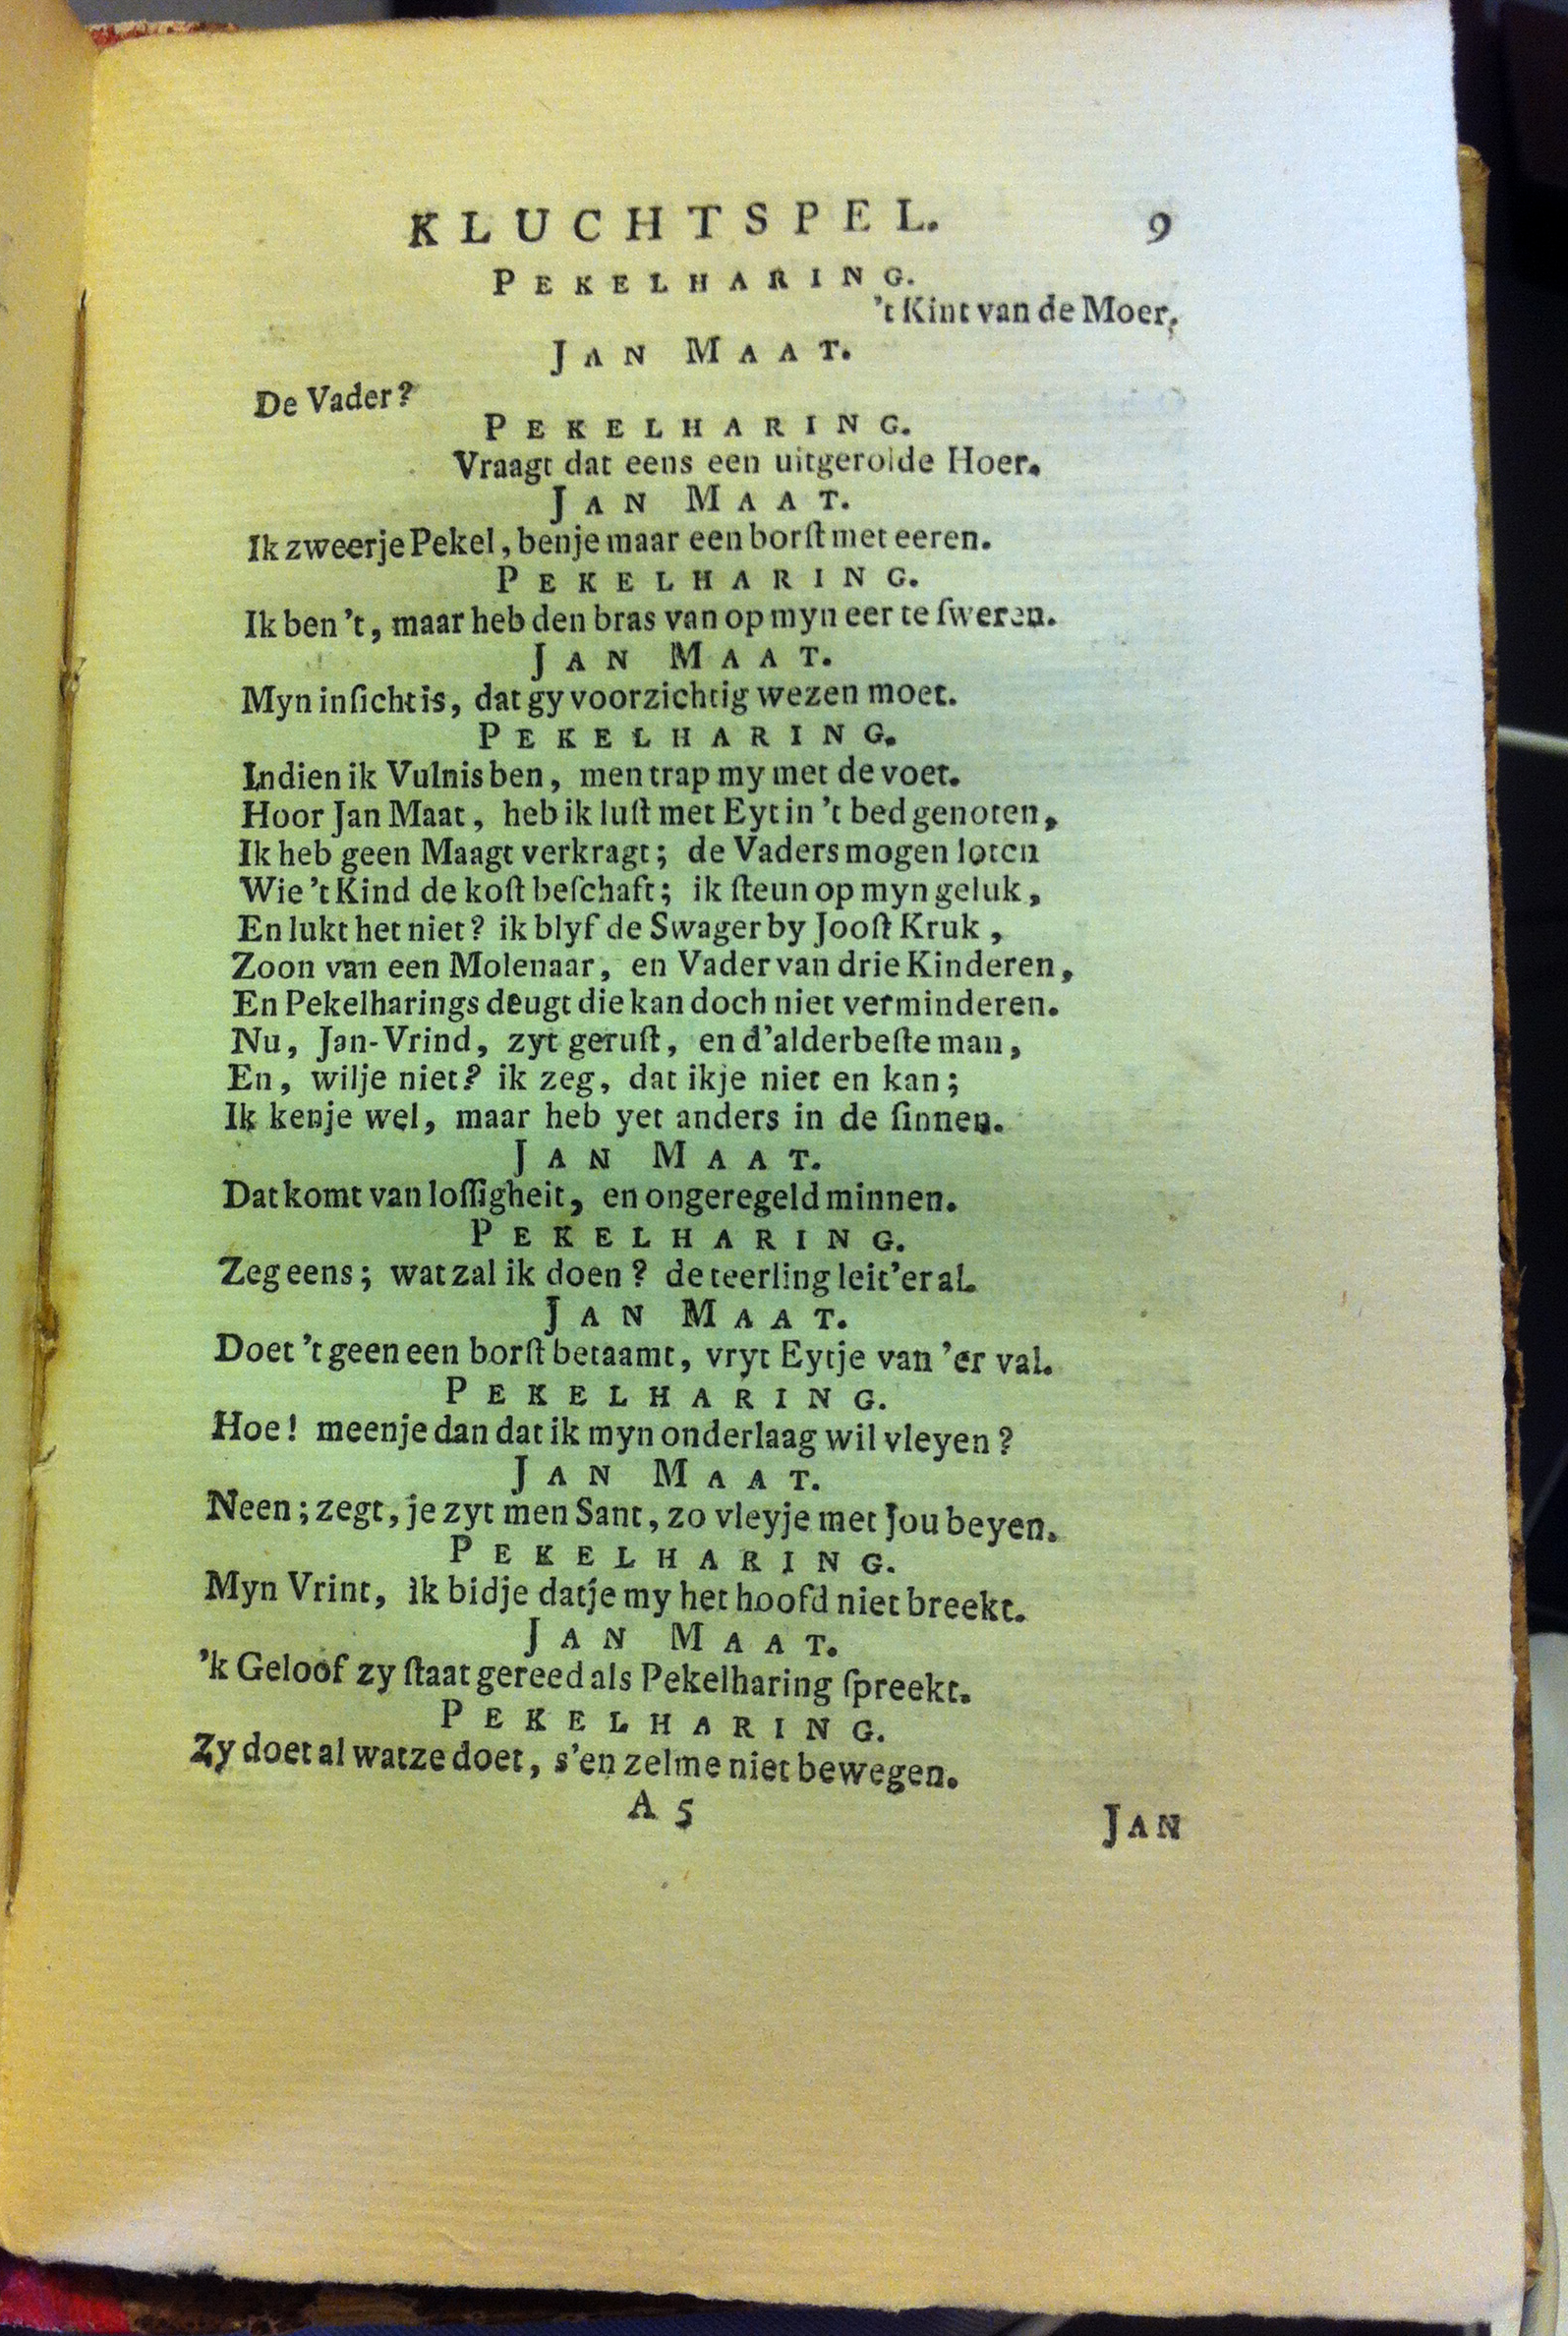 KLUCHTSPEL. 9
PEKELHARING.
't Kint van de Moer.
JAN MAAT.
De Vader?
PEKELHARING.
Vraagt dat eens een uitgerolde Hoer.
JAN MAAT.
Ik zweerje Pekel, benje maar een borſt met eeren.
PEKELHARING.
Ik ben 't, maar heb den bras van op myn eer te ſweren.
JAN MAAT.
Myn inſicht is, dat gy voorzichtig wezen moet.
PEKELHARING.
Indien ik Vulnis ben, men trap my met de voet.
Hoor Jan Maat, heb ik luſt met Eyt in 't bed genoten,
Ik heb geen Maagt verkragt; de Vaders mogen loten
Wie 't Kind de koſt beſchaft; ik ſteun op myn geluk,
En lukt het niet? ik blyf de Swager by Jooſt Kruk,
Zoon van een Molenaar, en Vader van drie Kinderen,
En Pekelharings deugt die kan doch niet verminderen.
Nu, Jan-Vrind, zyt geruſt, en d'alderbeſte man,
En, wilje niet? ik zeg, dat ikje niet en kan;
Ik kenje wel, maar heb yet anders in de ſinnen.
JAN MAAT.
Dat komt van loſſigheit, en ongeregeld minnen.
PEKELHARING.
Zeg eens; wat zal ik doen? de teerling leit'er al.
JAN MAAT.
Doet 't geen een borſt betaamt, vryt Eytje van 'er val.
PEKELHARING.
Hoe! meenje dan dat ik myn onderlaag wil vleyen?
JAN MAAT.
Neen; zegt, je zyt men Sant, zo vleyje met Jou beyen.
PEKELHARING.
Myn Vrint, ik bidje datje my het hoofd niet breekt.
JAN MAAT.
'k Geloof zy ſtaat gereed als Pekelharing ſpreekt.
PEKELHARING.
Zy doet al watze doet, s'en zelme niet bewegen.
A 5
JAN